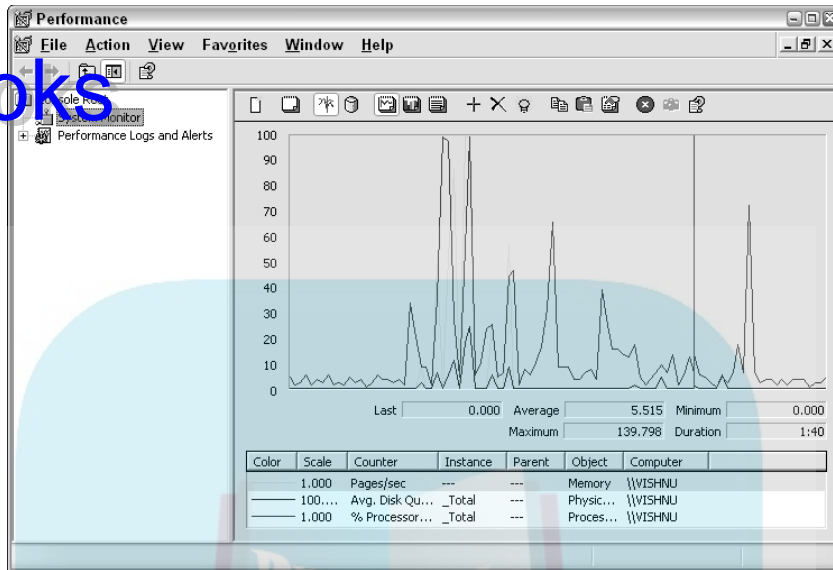 Performance
File Action View Favorites Window Help
oks
Console Root
System Monitor
Performance Logs and Alerts
100
90
80
70
60
50
40
30
20
10
0
Last 0.000 Average 5.515 Minimum 0.000
Maximum 139.798 Duration 1:40
Color Scale Counter Instance Parent Object Computer
1.000 Pages/sec --- --- Memory \\VISHNU
100.... Avg. Disk Qu... _Total --- Physic... \\VISHNU
1.000 % Processor... _Total --- Proces... \\VISHNU